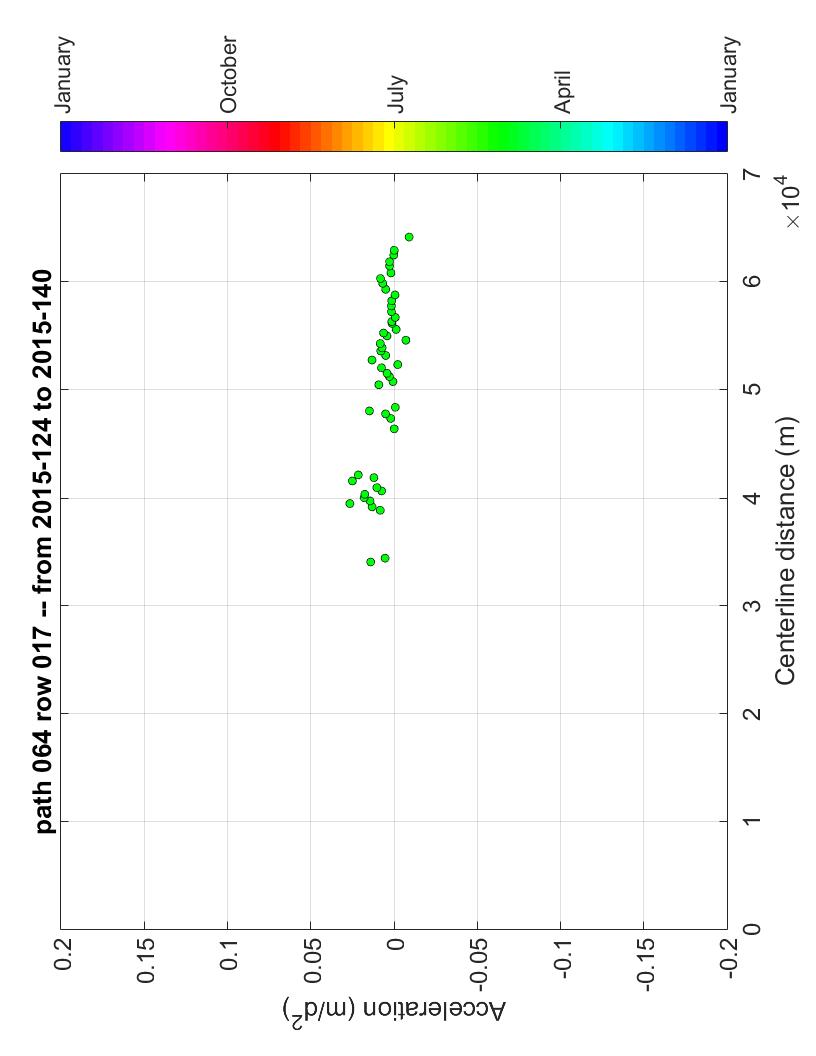 path 064 row 017 -- from 2015-124 to 2015-140
0.2
0.15
0.1
0.05
0
-0.05
-0.1
-0.15
-0.2
Acceleration (m/d²)
0
1
2
3
4
5
6
7
×10⁴
Centerline distance (m)
January
October
July
April
January